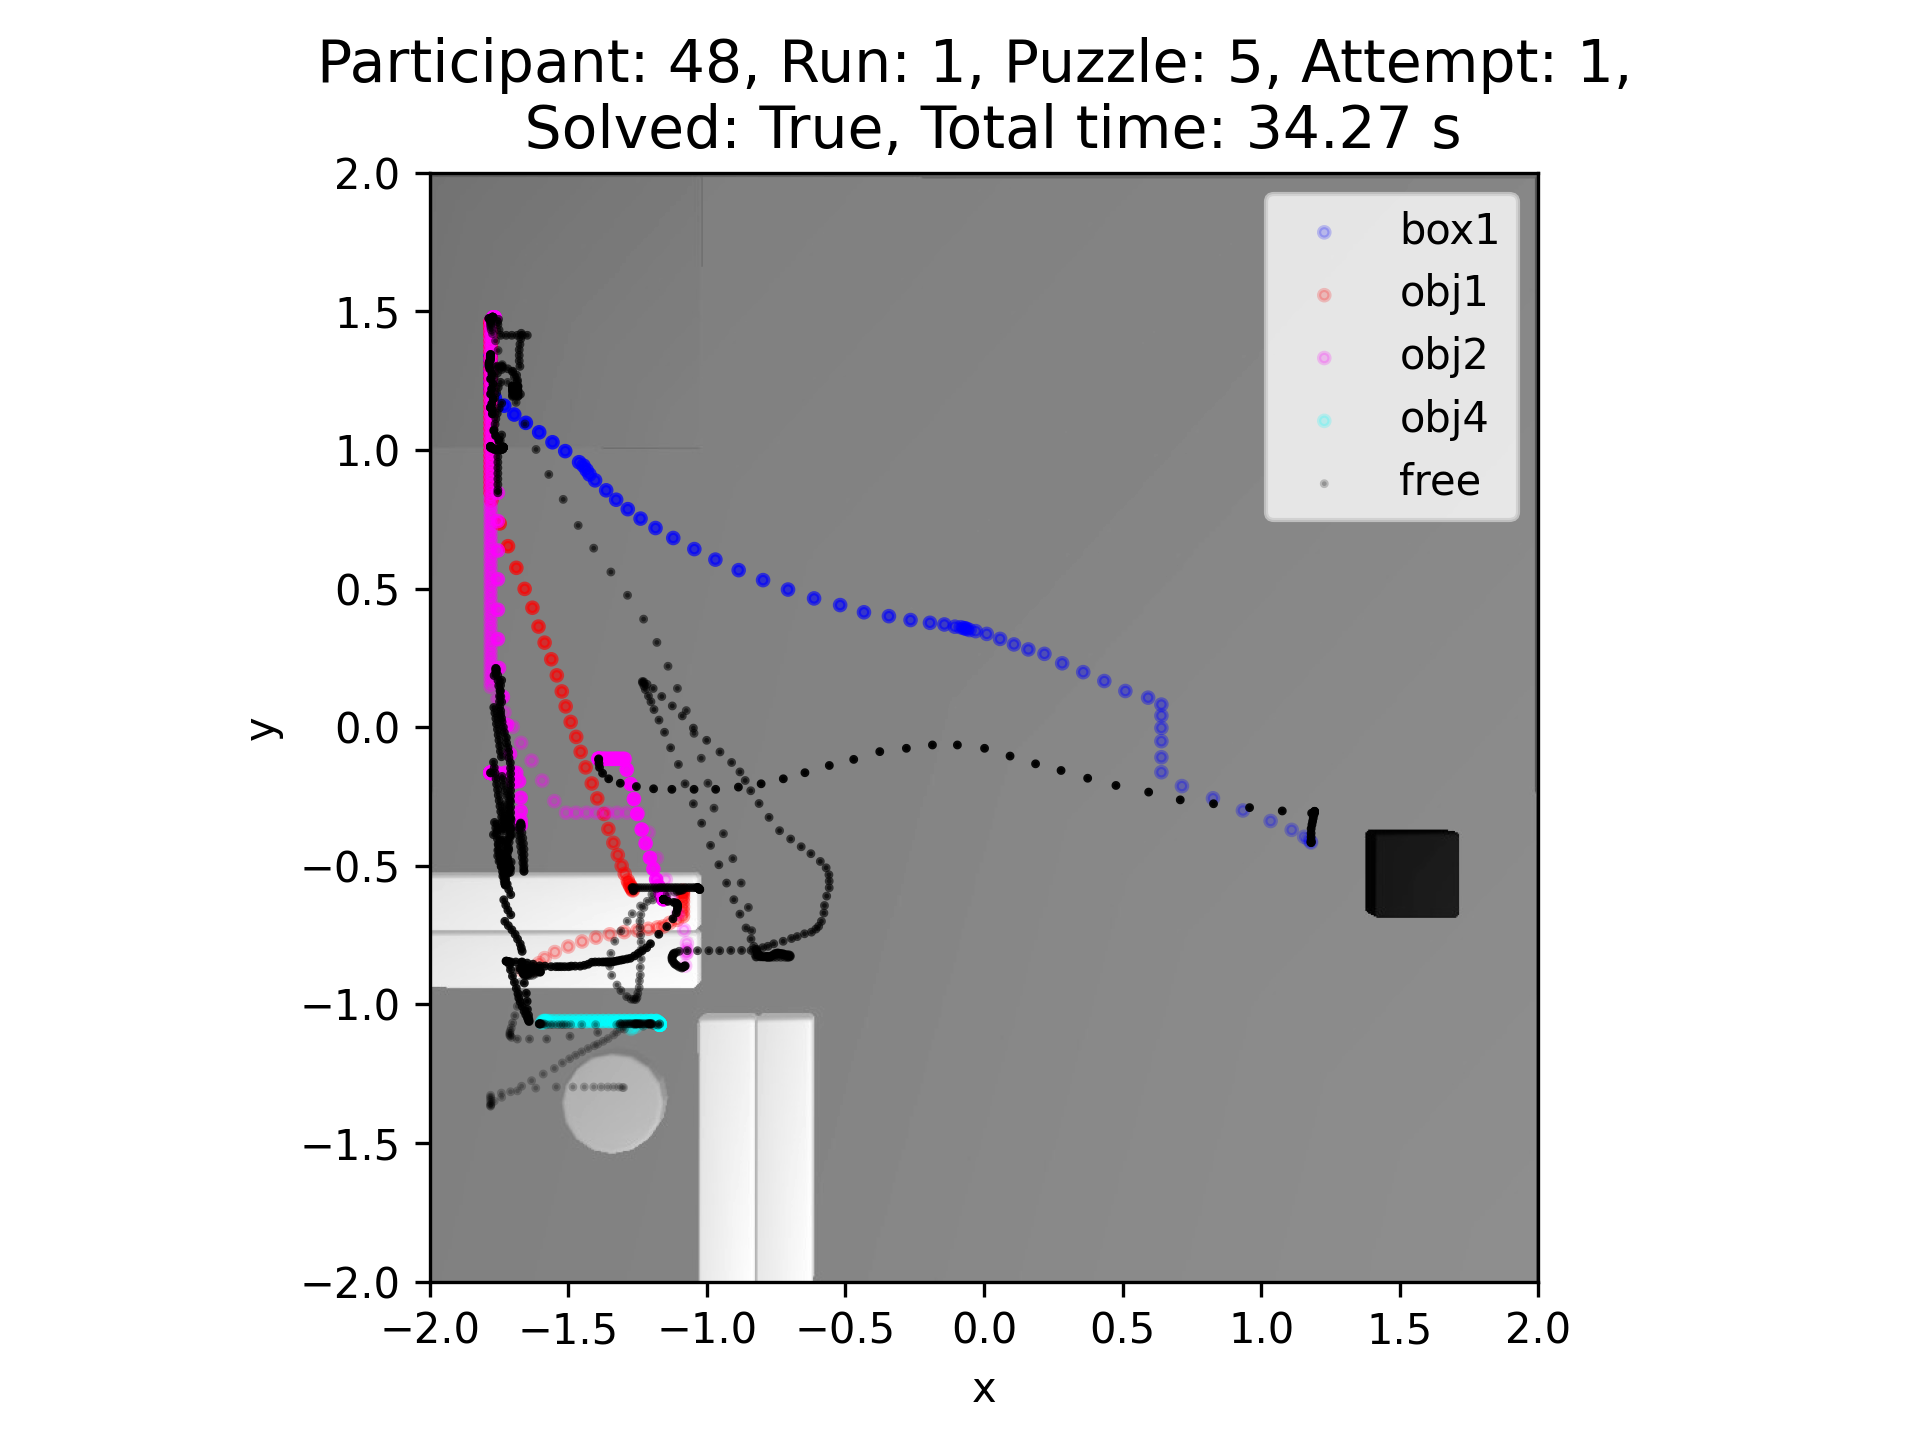 Participant: 48, Run: 1, Puzzle: 5, Attempt: 1,
Solved: True, Total time: 34.27 s
box1
obj1
obj2
obj4
free
2.0
1.5
1.0
0.5
0.0
−0.5
−1.0
−1.5
−2.0
y
−2.0 −1.5 −1.0 −0.5 0.0 0.5 1.0 1.5 2.0
x